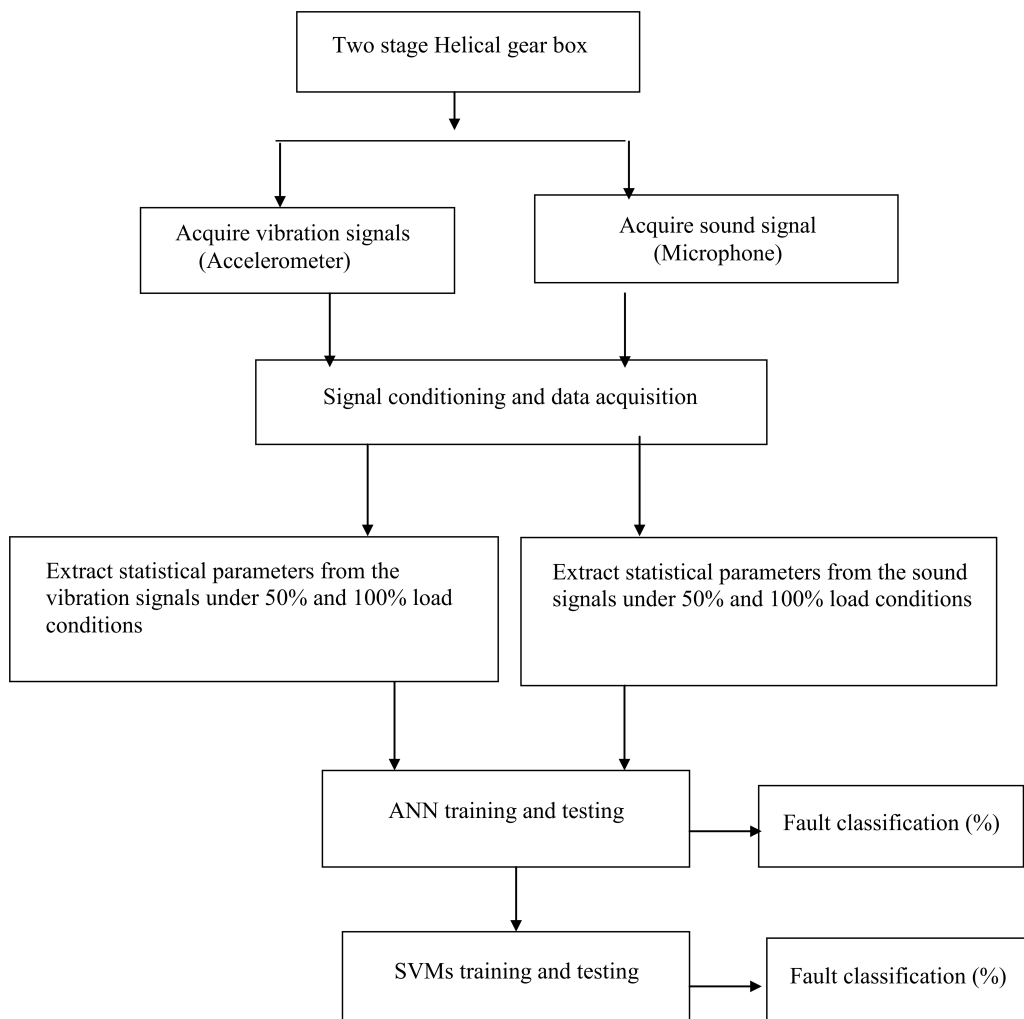 Two stage Helical gear box
Acquire vibration signals
(Accelerometer)
Acquire sound signal
(Microphone)
Signal conditioning and data acquisition
Extract statistical parameters from the
vibration signals under 50% and 100% load
conditions
Extract statistical parameters from the sound
signals under 50% and 100% load conditions
ANN training and testing
Fault classification (%)
SVMs training and testing
Fault classification (%)